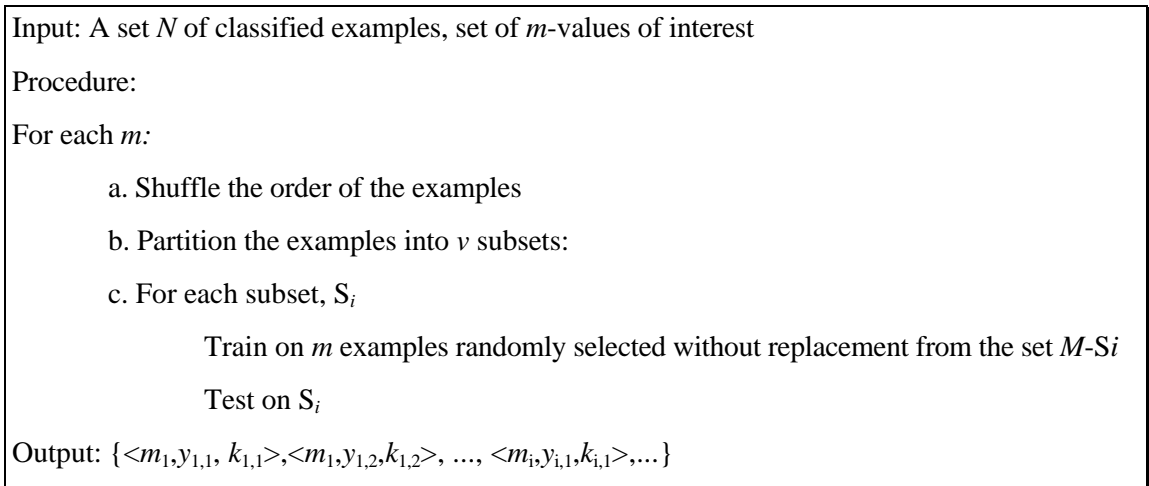 Input: A set N of classified examples, set of m-values of interest
Procedure:
For each m:
a. Shuffle the order of the examples
b. Partition the examples into v subsets:
c. For each subset, Sᵢ
Train on m examples randomly selected without replacement from the set M-Si
Test on Sᵢ
Output: {<m₁,y₁,₁, k₁,₁>,<m₁,y₁,₂,k₁,₂>, ..., <mᵢ,yᵢ,₁,kᵢ,₁>,...}